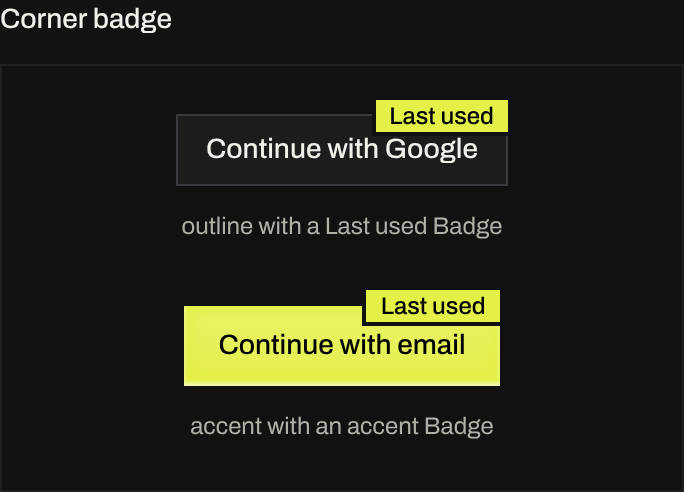 Corner badge
Last used
Continue with Google
outline with a Last used Badge
Last used
Continue with email
accent with an accent Badge